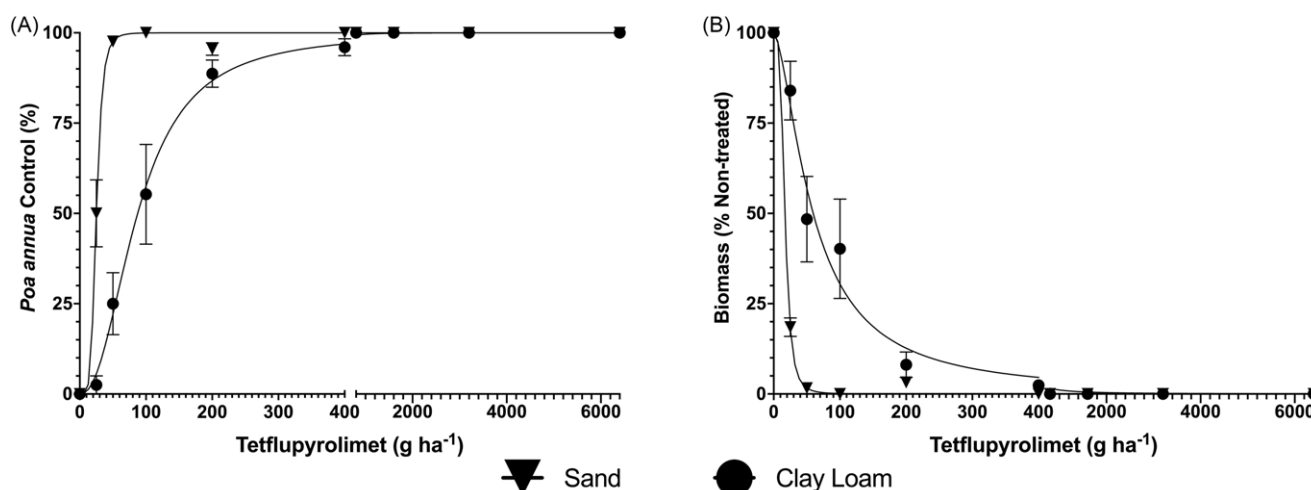 (A)
Poa annua Control (%)
100
75
50
25
0
0 100 200 300 400 2000 4000 6000
Tetflupyrolimet (g ha⁻¹)
(B)
Biomass (% Non-treated)
100
75
50
25
0
0 100 200 300 400 2000 4000 6000
Tetflupyrolimet (g ha⁻¹)
Sand
Clay Loam